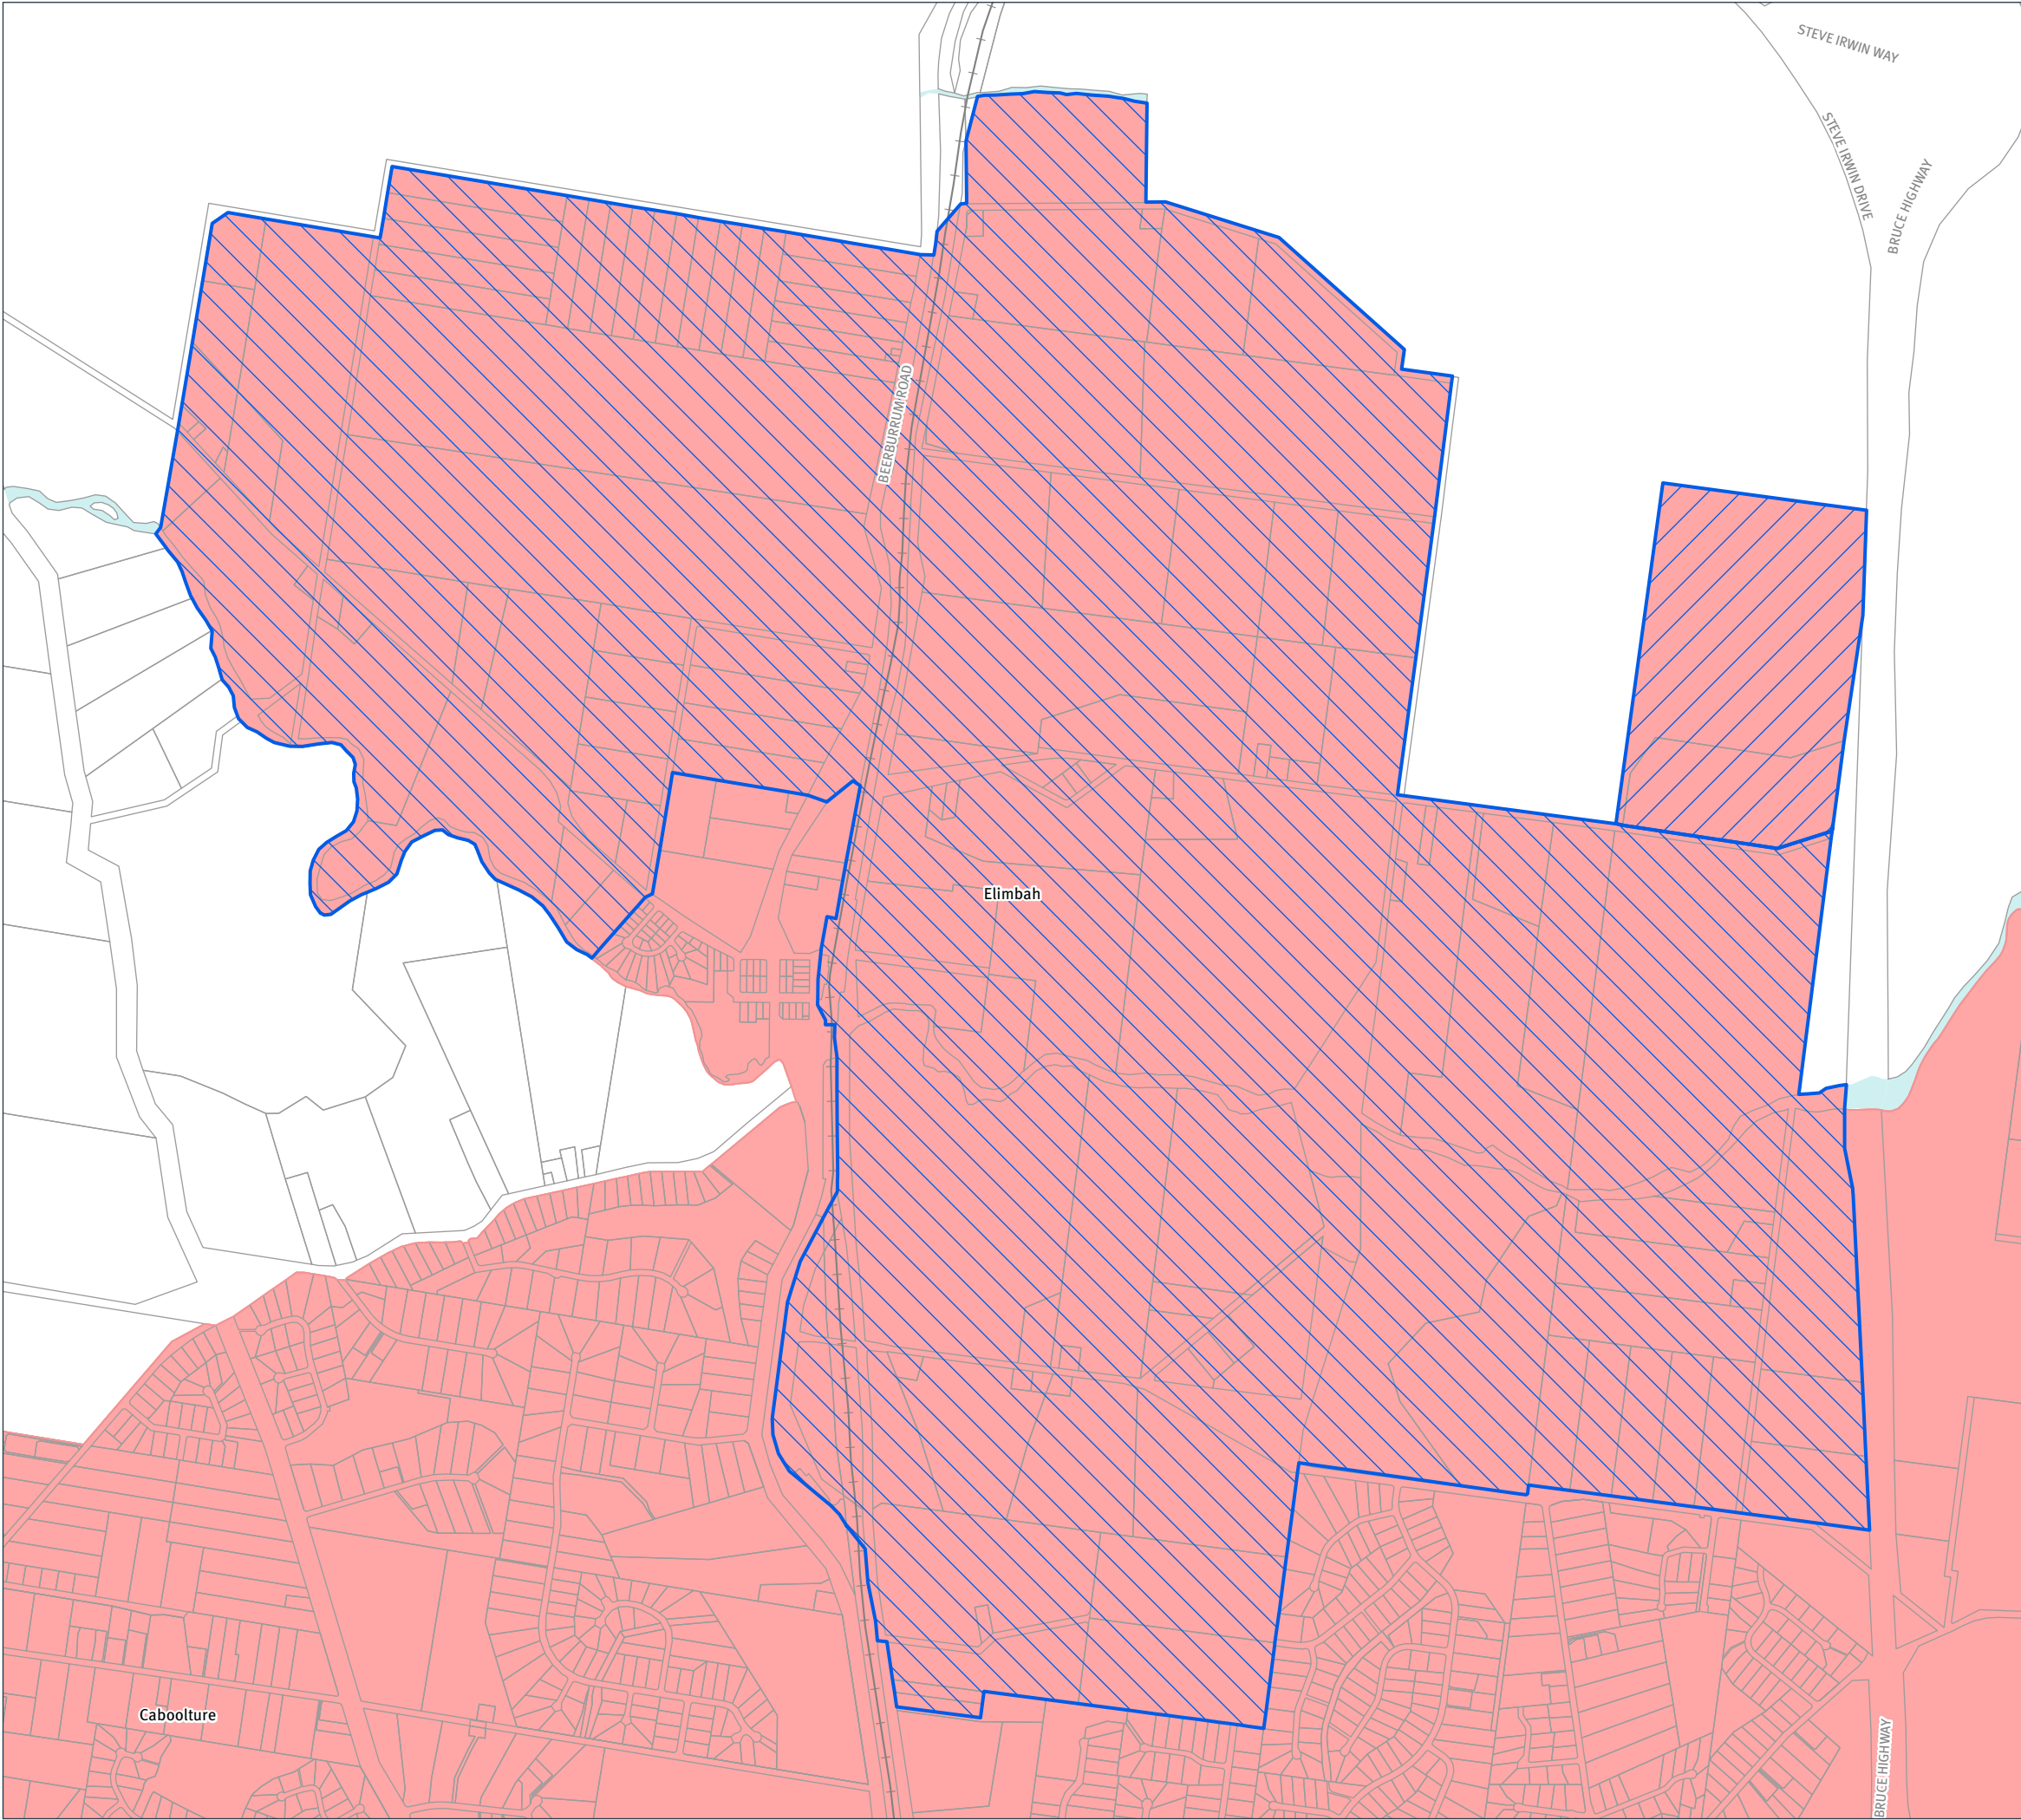 STEVE IRWIN WAY
STEVE IRWIN DRIVE
BRUCE HIGHWAY
BEERBURRUM ROAD
Elimbah
Caboolture
BRUCE HIGHWAY